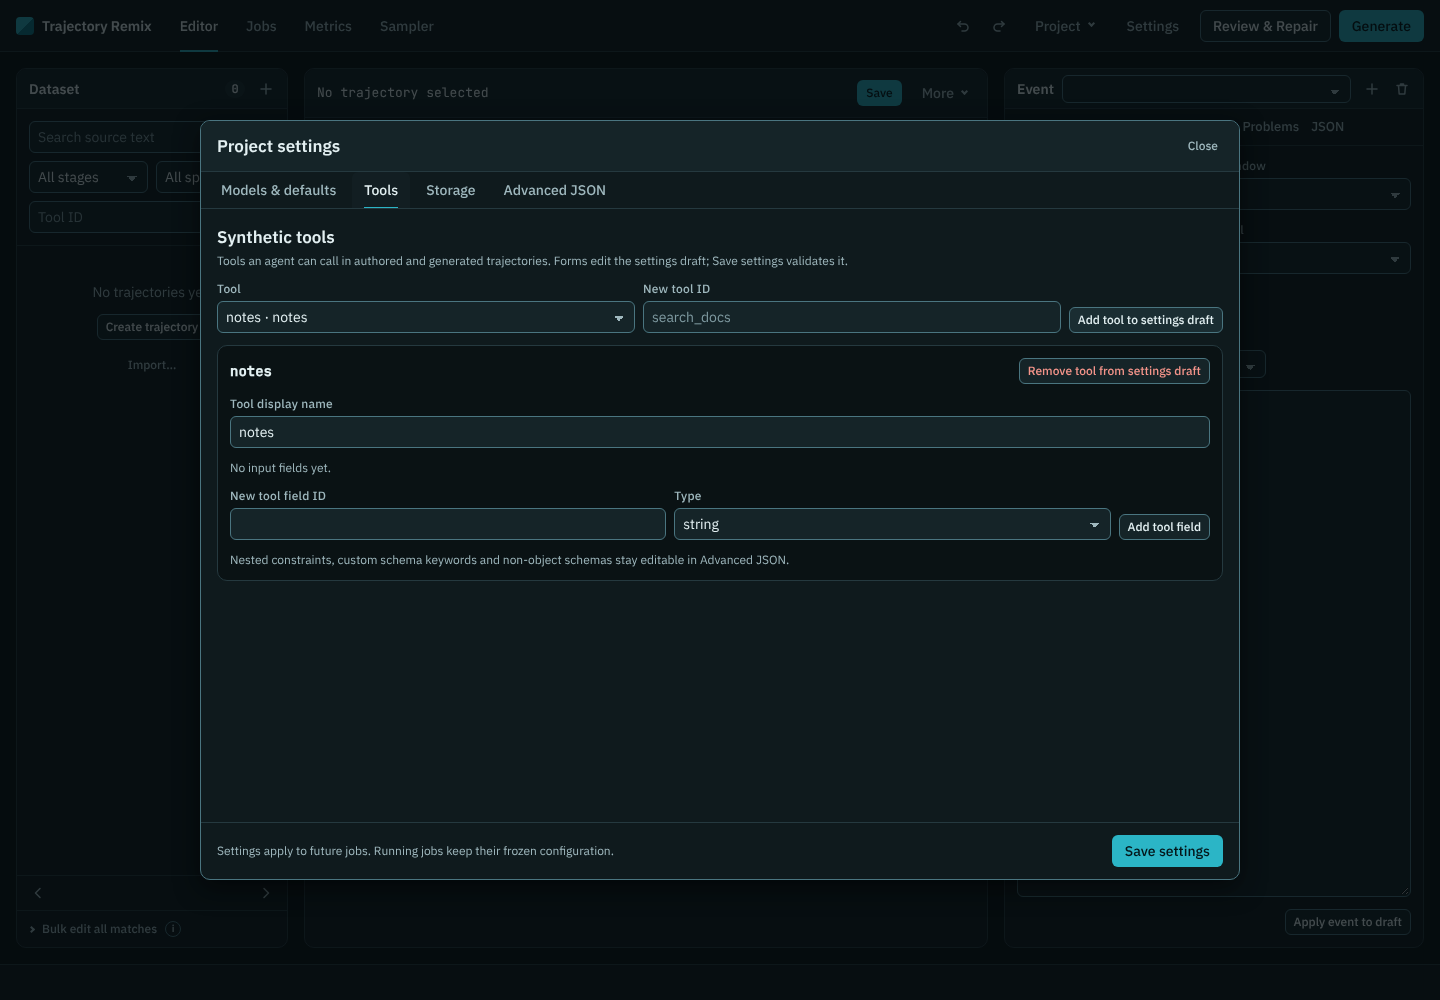 Trajectory Remix
Editor
Jobs
Metrics
Sampler
Project
Settings
Review & Repair
Generate
Dataset
0
No trajectory selected
Save
More
Event
Search source text
Problems
JSON
All stages
All sp
Tool ID
No trajectories ye
Create trajectory
Import...
Project settings
Close
Models & defaults
Tools
Storage
Advanced JSON
Synthetic tools
Tools an agent can call in authored and generated trajectories. Forms edit the settings draft; Save settings validates it.
Tool
New tool ID
notes · notes
search_docs
Add tool to settings draft
notes
Remove tool from settings draft
Tool display name
notes
No input fields yet.
New tool field ID
Type
string
Add tool field
Nested constraints, custom schema keywords and non-object schemas stay editable in Advanced JSON.
Settings apply to future jobs. Running jobs keep their frozen configuration.
Save settings
Bulk edit all matches
Apply event to draft